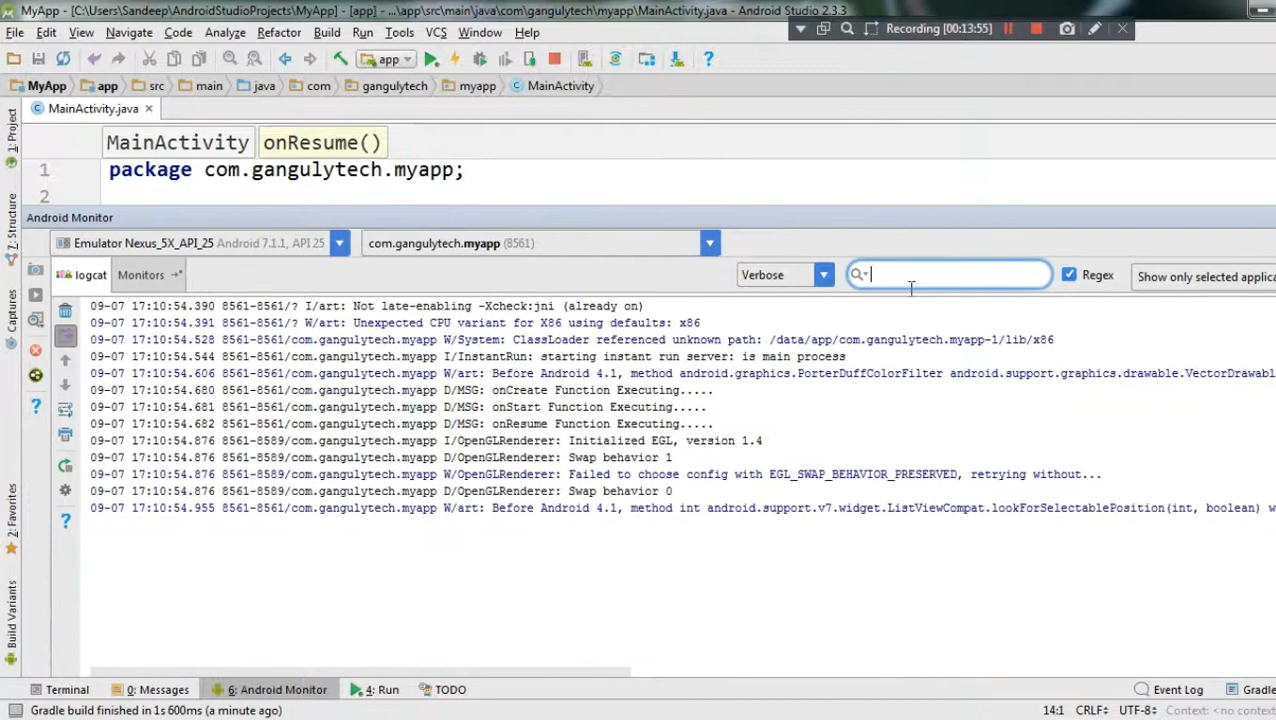 MyApp - [C:\Users\Sandeep\AndroidStudioProjects\MyApp] - [app] - ...\app\src\main\java\com\gangulytech\myapp\MainActivity.java - Android Studio 2.3.3
Recording [00:13:55]
File Edit View Navigate Code Analyze Refactor Build Run Tools VCS Window Help
app
MyApp app src main java com gangulytech myapp MainActivity
1: Project
MainActivity.java
MainActivity onResume()
1 package com.gangulytech.myapp;
2
7: Structure
Android Monitor
Emulator Nexus_5X_API_25 Android 7.1.1, API 25 com.gangulytech.myapp (8561)
logcat Monitors Verbose Regex Show only selected applica
Captures
09-07 17:10:54.390 8561-8561/? I/art: Not late-enabling -Xcheck:jni (already on)
09-07 17:10:54.391 8561-8561/? W/art: Unexpected CPU variant for X86 using defaults: x86
09-07 17:10:54.528 8561-8561/com.gangulytech.myapp W/System: ClassLoader referenced unknown path: /data/app/com.gangulytech.myapp-1/lib/x86
09-07 17:10:54.544 8561-8561/com.gangulytech.myapp I/InstantRun: starting instant run server: is main process
09-07 17:10:54.606 8561-8561/com.gangulytech.myapp W/art: Before Android 4.1, method android.graphics.PorterDuffColorFilter android.support.graphics.drawable.VectorDrawab
09-07 17:10:54.680 8561-8561/com.gangulytech.myapp D/MSG: onCreate Function Executing.....
09-07 17:10:54.681 8561-8561/com.gangulytech.myapp D/MSG: onStart Function Executing.....
09-07 17:10:54.682 8561-8561/com.gangulytech.myapp D/MSG: onResume Function Executing.....
09-07 17:10:54.876 8561-8589/com.gangulytech.myapp I/OpenGLRenderer: Initialized EGL, version 1.4
09-07 17:10:54.876 8561-8589/com.gangulytech.myapp D/OpenGLRenderer: Swap behavior 1
09-07 17:10:54.876 8561-8589/com.gangulytech.myapp W/OpenGLRenderer: Failed to choose config with EGL_SWAP_BEHAVIOR_PRESERVED, retrying without...
09-07 17:10:54.876 8561-8589/com.gangulytech.myapp D/OpenGLRenderer: Swap behavior 0
09-07 17:10:54.955 8561-8561/com.gangulytech.myapp W/art: Before Android 4.1, method int android.support.v7.widget.ListViewCompat.lookForSelectablePosition(int, boolean) w
2: Favorites
Build Variants
Terminal 0: Messages 6: Android Monitor 4: Run TODO Event Log Gradle
Gradle build finished in 1s 600ms (a minute ago) 14:1 CRLF UTF-8 Context: <no context>